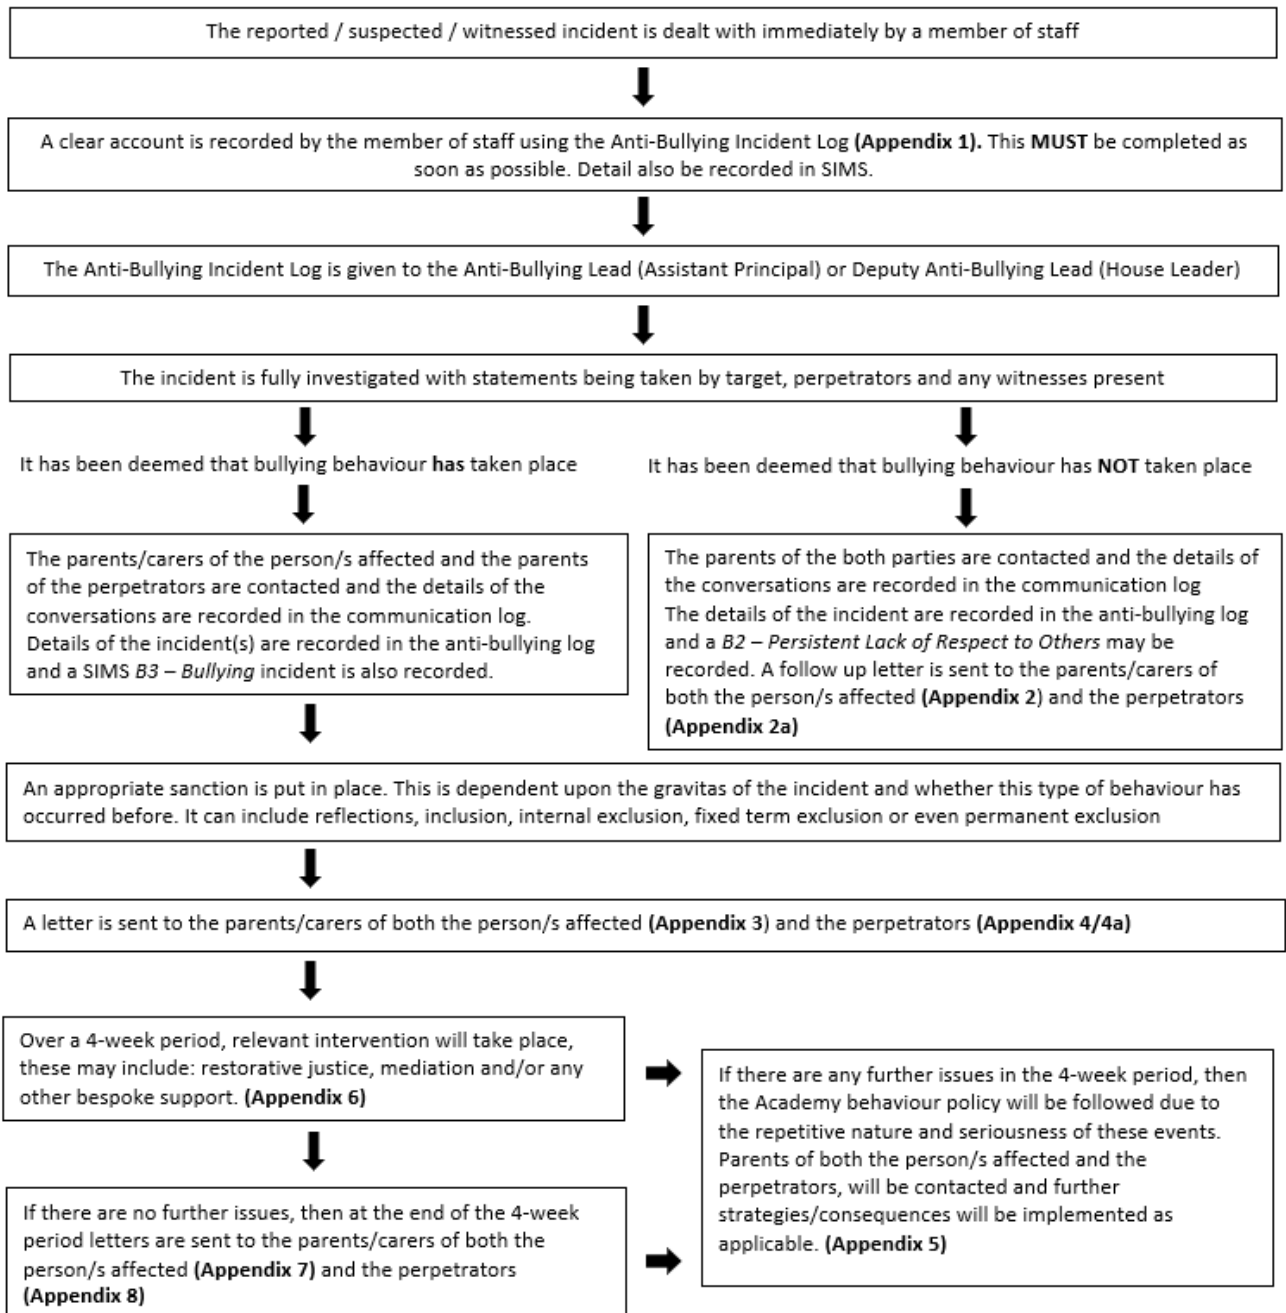 The reported / suspected / witnessed incident is dealt with immediately by a member of staff
A clear account is recorded by the member of staff using the Anti-Bullying Incident Log (Appendix 1). This MUST be completed as
soon as possible. Detail also be recorded in SIMS.
The Anti-Bullying Incident Log is given to the Anti-Bullying Lead (Assistant Principal) or Deputy Anti-Bullying Lead (House Leader)
The incident is fully investigated with statements being taken by target, perpetrators and any witnesses present
It has been deemed that bullying behaviour has taken place
The parents/carers of the person/s affected and the parents
of the perpetrators are contacted and the details of the
conversations are recorded in the communication log.
Details of the incident(s) are recorded in the anti-bullying log
and a SIMS B3 – Bullying incident is also recorded.
It has been deemed that bullying behaviour has NOT taken place
The parents of the both parties are contacted and the details of
the conversations are recorded in the communication log
The details of the incident are recorded in the anti-bullying log
and a B2 – Persistent Lack of Respect to Others may be
recorded. A follow up letter is sent to the parents/carers of
both the person/s affected (Appendix 2) and the perpetrators
(Appendix 2a)
An appropriate sanction is put in place. This is dependent upon the gravitas of the incident and whether this type of behaviour has
occurred before. It can include reflections, inclusion, internal exclusion, fixed term exclusion or even permanent exclusion
A letter is sent to the parents/carers of both the person/s affected (Appendix 3) and the perpetrators (Appendix 4/4a)
Over a 4-week period, relevant intervention will take place,
these may include: restorative justice, mediation and/or any
other bespoke support. (Appendix 6)
If there are any further issues in the 4-week period, then
the Academy behaviour policy will be followed due to
the repetitive nature and seriousness of these events.
Parents of both the person/s affected and the
perpetrators, will be contacted and further
strategies/consequences will be implemented as
applicable. (Appendix 5)
If there are no further issues, then at the end of the 4-week
period letters are sent to the parents/carers of both the
person/s affected (Appendix 7) and the perpetrators
(Appendix 8)